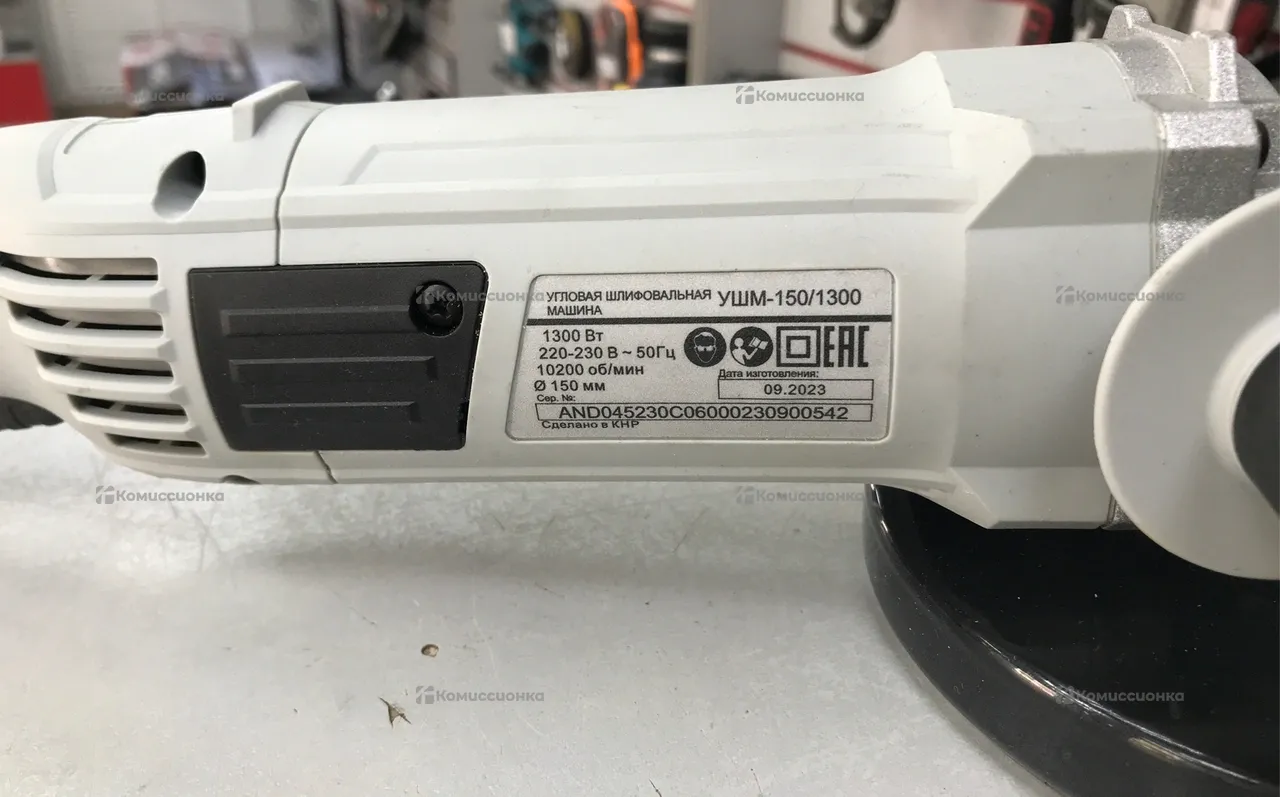 Комиссионка
Комиссионка
Комиссионка
Комиссионка
УГЛОВАЯ ШЛИФОВАЛЬНАЯ
МАШИНА
УШМ-150/1300
1300 Вт
220-230 В ~ 50Гц
10200 об/мин
Ø 150 мм
EAC
Дата изготовления:
09.2023
Сер. №:
AND045230C06000230900542
Сделано в КНР
Комиссионка
Комиссионка
Комиссионка
Комиссионка